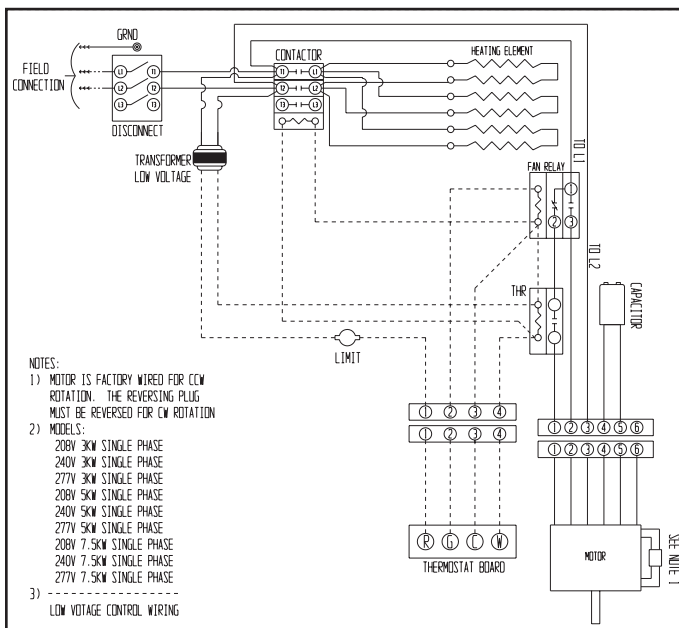 GRND
FIELD
CONNECTION
L1 T1
L2 T2
L3 T3
DISCONNECT
CONTACTOR
T1 L1
T2 L2
T3 L3
HEATING ELEMENT
TRANSFORMER
LOW VOLTAGE
TO L1
FAN RELAY
1
2 3
TO L2
THR
CAPACITOR
LIMIT
1 2 3 4
1 2 3 4
1 2 3 4 5 6
1 2 3 4 5 6
R G C W
THERMOSTAT BOARD
MOTOR
SEE NOTE 1
NOTES:
1) MOTOR IS FACTORY WIRED FOR CCW
ROTATION. THE REVERSING PLUG
MUST BE REVERSED FOR CW ROTATION
2) MODELS:
208V 3KW SINGLE PHASE
240V 3KW SINGLE PHASE
277V 3KW SINGLE PHASE
208V 5KW SINGLE PHASE
240V 5KW SINGLE PHASE
277V 5KW SINGLE PHASE
208V 7.5KW SINGLE PHASE
240V 7.5KW SINGLE PHASE
277V 7.5KW SINGLE PHASE
3) ---------------
LOW VOTAGE CONTROL WIRING